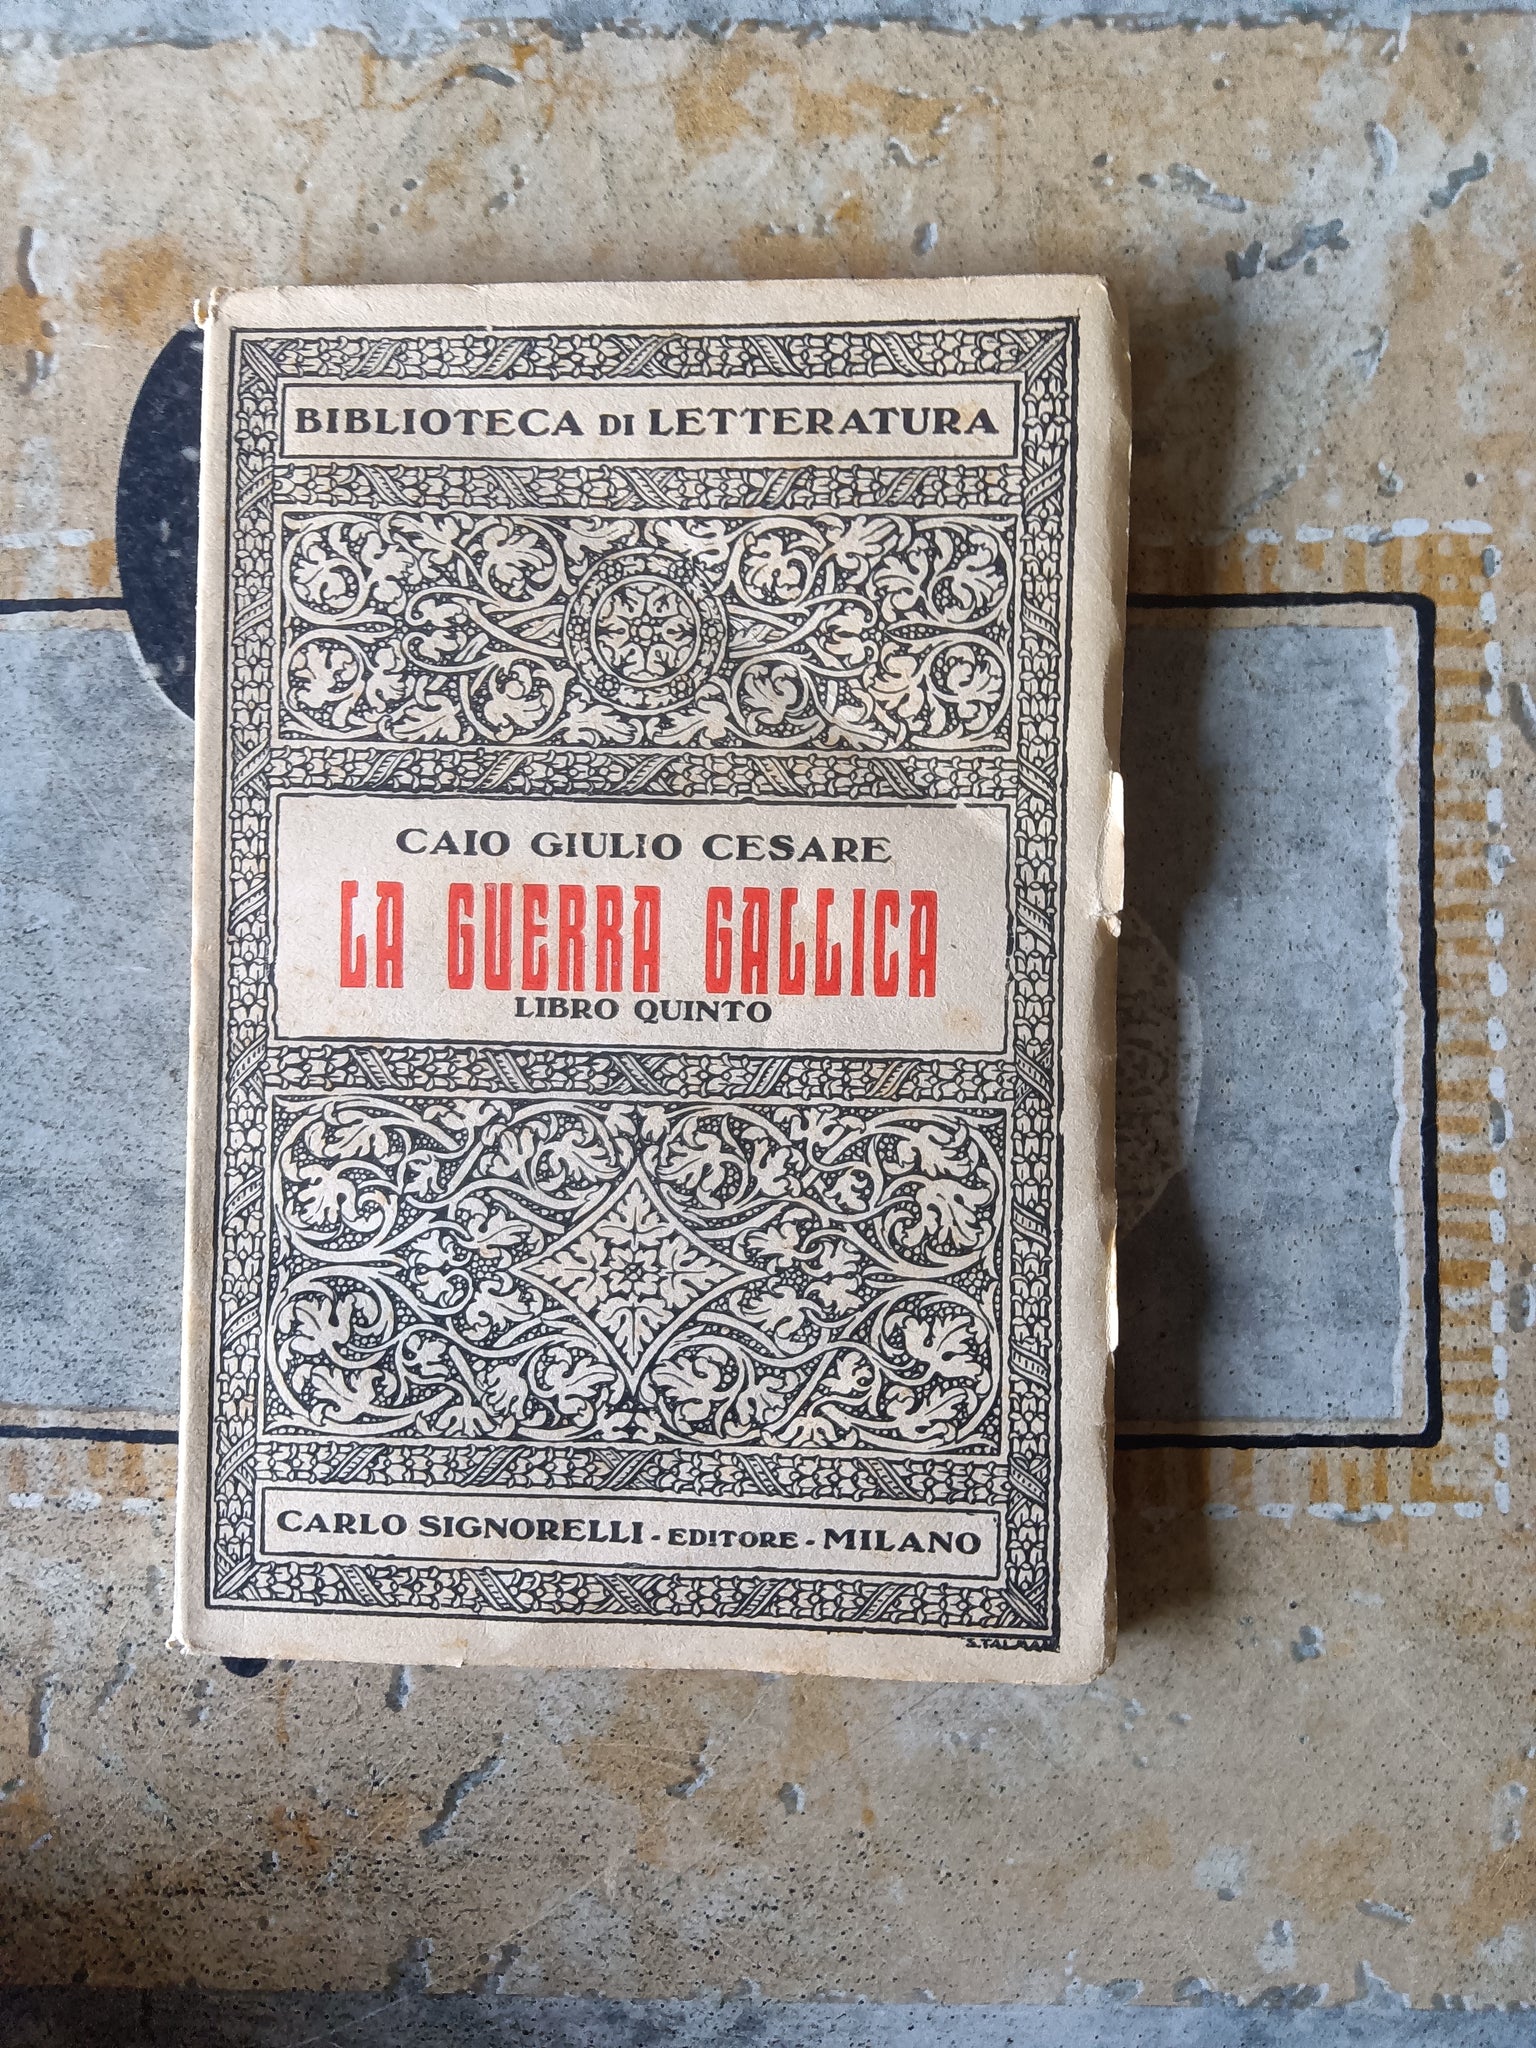 BIBLIOTECA DI LETTERATURA
CAIO GIULIO CESARE
LA GUERRA GALLICA
LIBRO QUINTO
CARLO SIGNORELLI - EDITORE - MILANO